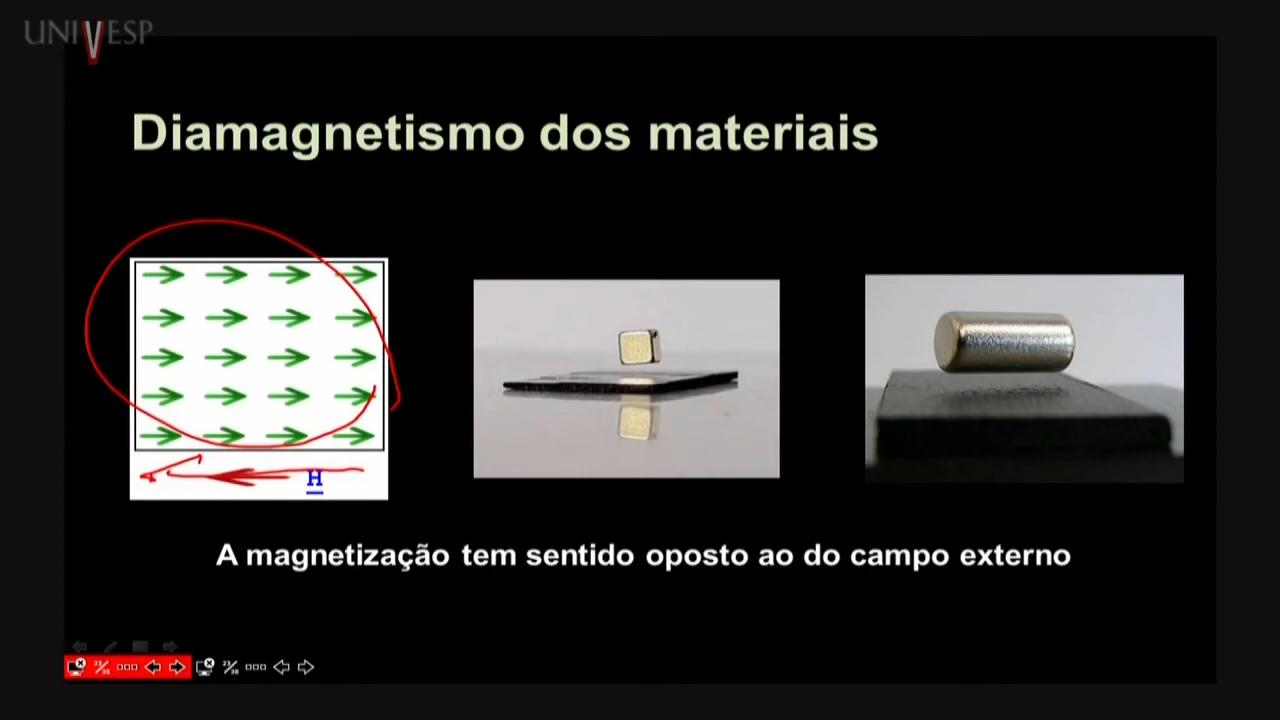 UNIVESP
Diamagnetismo dos materiais
H
A magnetização tem sentido oposto ao do campo externo